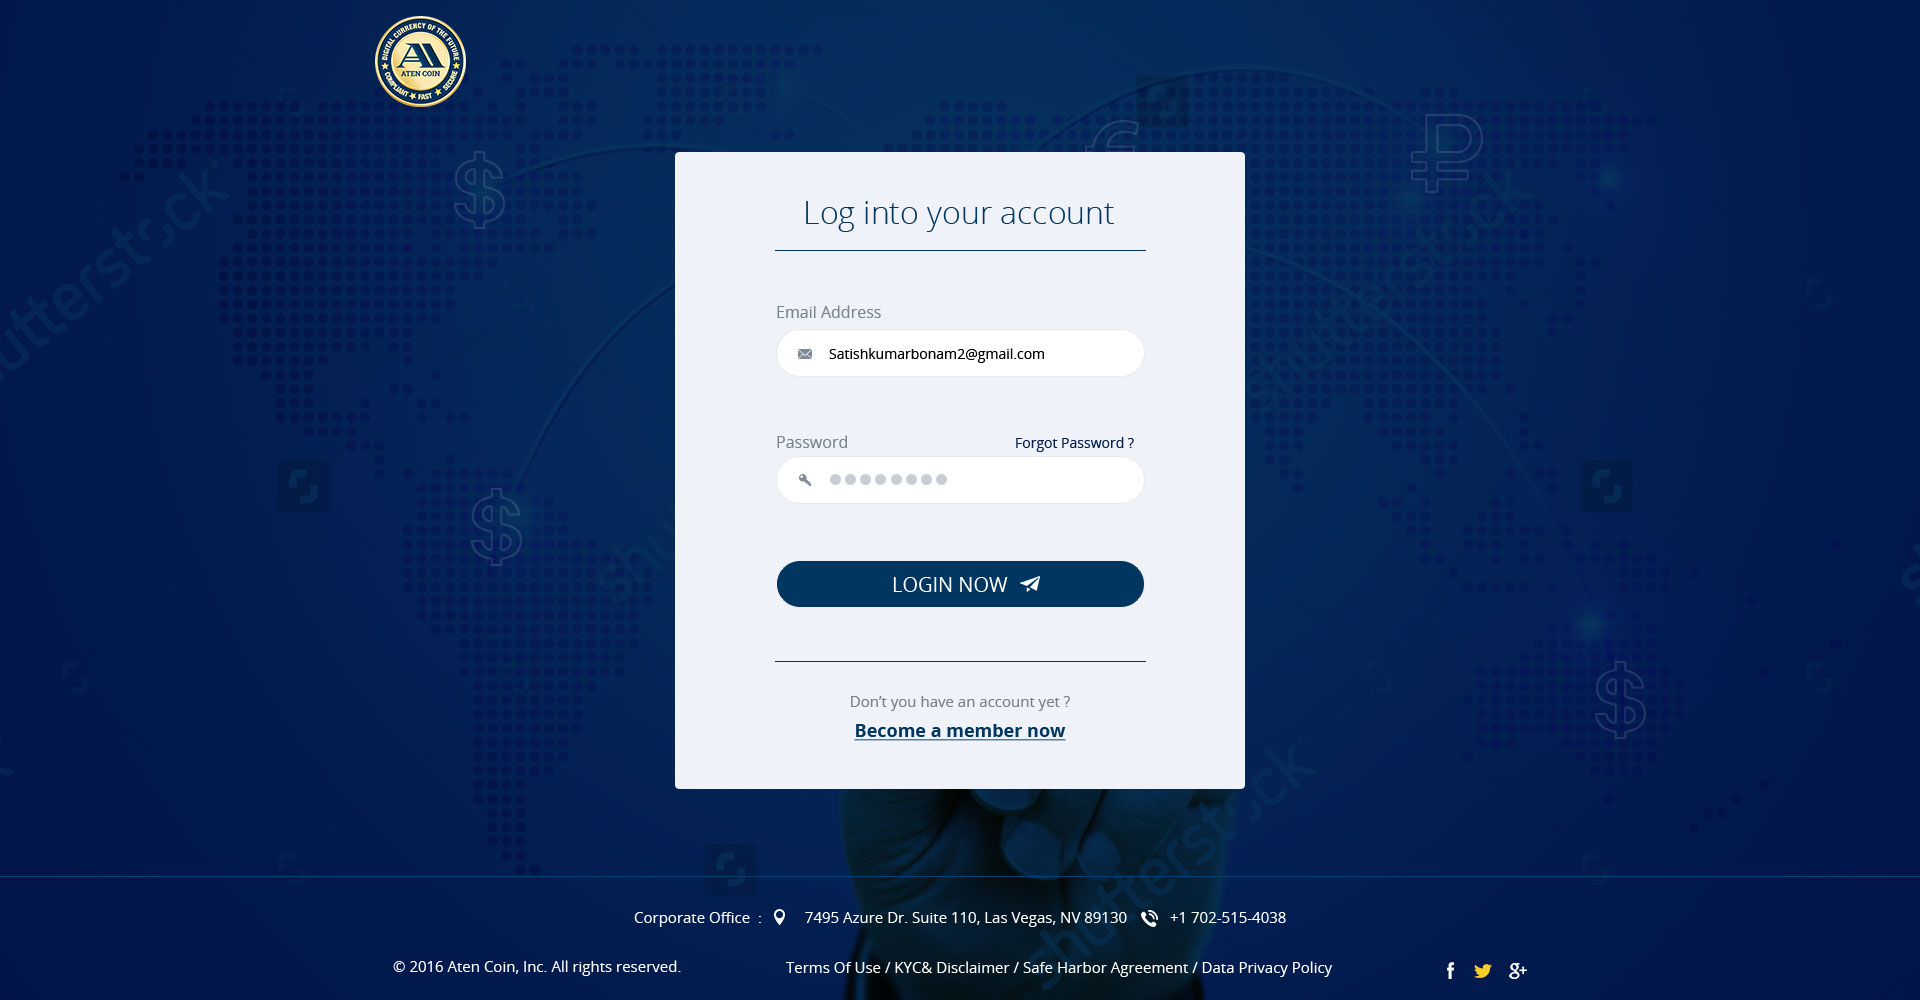 DIGITAL CURRENCY OF THE FUTURE
ATEN COIN
COMPLIANT ★ FAST ★ SECURE
Log into your account
Email Address
Satishkumarbonam2@gmail.com
Password
Forgot Password ?
LOGIN NOW
Don't you have an account yet ?
Become a member now
Corporate Office :
7495 Azure Dr. Suite 110, Las Vegas, NV 89130
+1 702-515-4038
© 2016 Aten Coin, Inc. All rights reserved.
Terms Of Use / KYC& Disclaimer / Safe Harbor Agreement / Data Privacy Policy
shutterstock
shutterstock
shutterstock